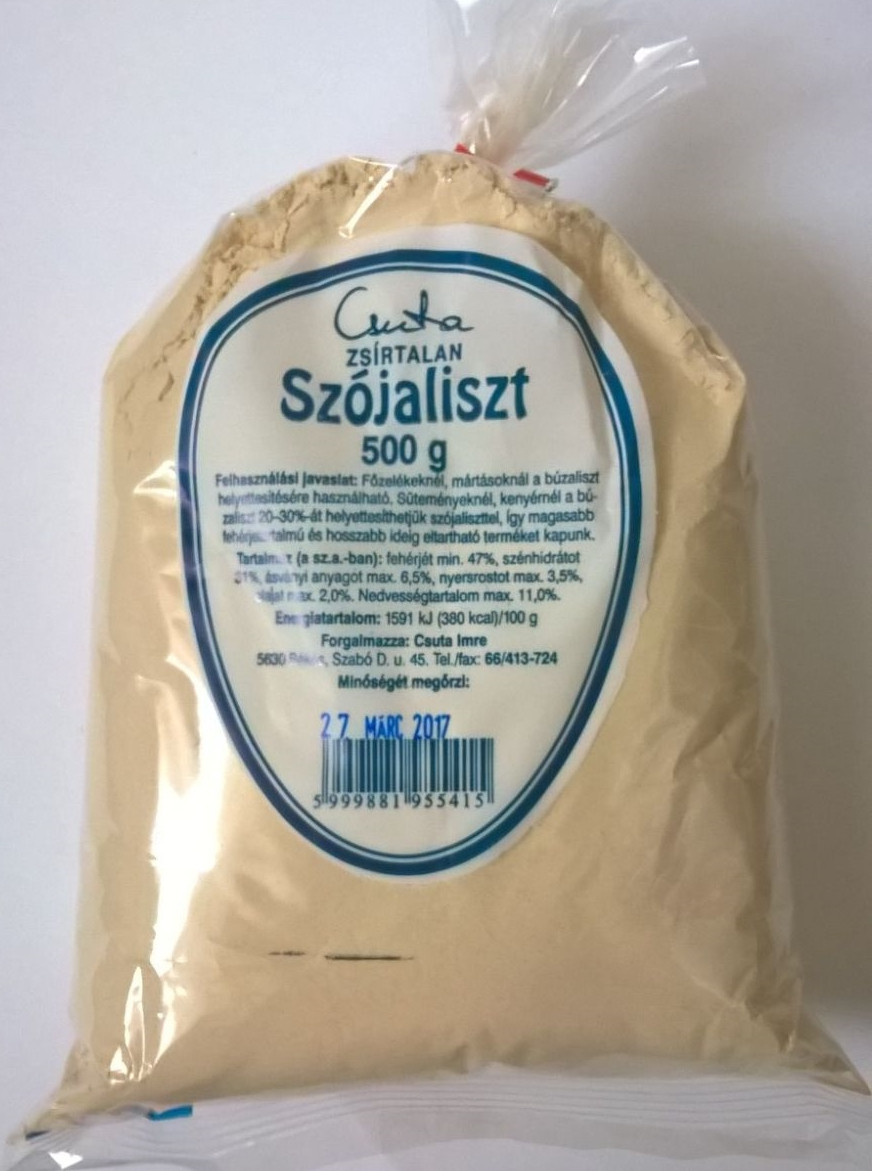 Csuta
ZSÍRTALAN
Szójaliszt
500 g
Felhasználási javaslat: Főzelékeknél, mártásoknál a búzaliszt
helyettesítésére használható. Süteményeknél, kenyérnél a bú-
zaliszt 20-30%-át helyettesíthetjük szójaliszttel, így magasabb
fehérjetartalmú és hosszabb ideig eltartható terméket kapunk.
(a sz.a.-ban): fehérjét min. 47%, szénhidrátot
31%, ásványi anyagot max. 6,5%, nyersrostot max. 3,5%,
max. 2,0%. Nedvességtartalom max. 11,0%.
Energiatartalom: 1591 kJ (380 kcal)/100 g
Forgalmazza: Csuta Imre
5630 Békés, Szabó D. u. 45. Tel./fax: 66/413-724
Minőségét megőrzi:
27 MÁRC 2017
5 999881 955415